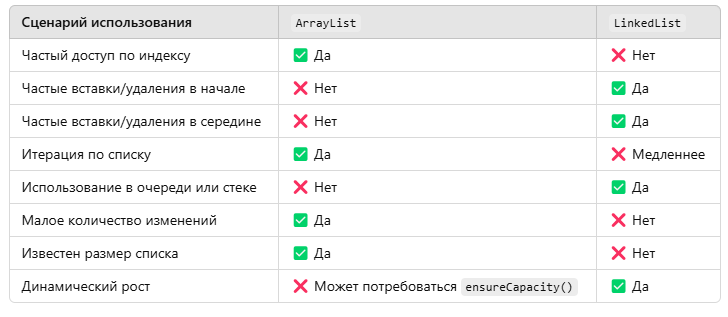 Сценарий использования ArrayList LinkedList
Частый доступ по индексу ✅ Да ❌ Нет
Частые вставки/удаления в начале ❌ Нет ✅ Да
Частые вставки/удаления в середине ❌ Нет ✅ Да
Итерация по списку ✅ Да ❌ Медленнее
Использование в очереди или стеке ❌ Нет ✅ Да
Малое количество изменений ✅ Да ❌ Нет
Известен размер списка ✅ Да ❌ Нет
Динамический рост ❌ Может потребоваться ensureCapacity() ✅ Да